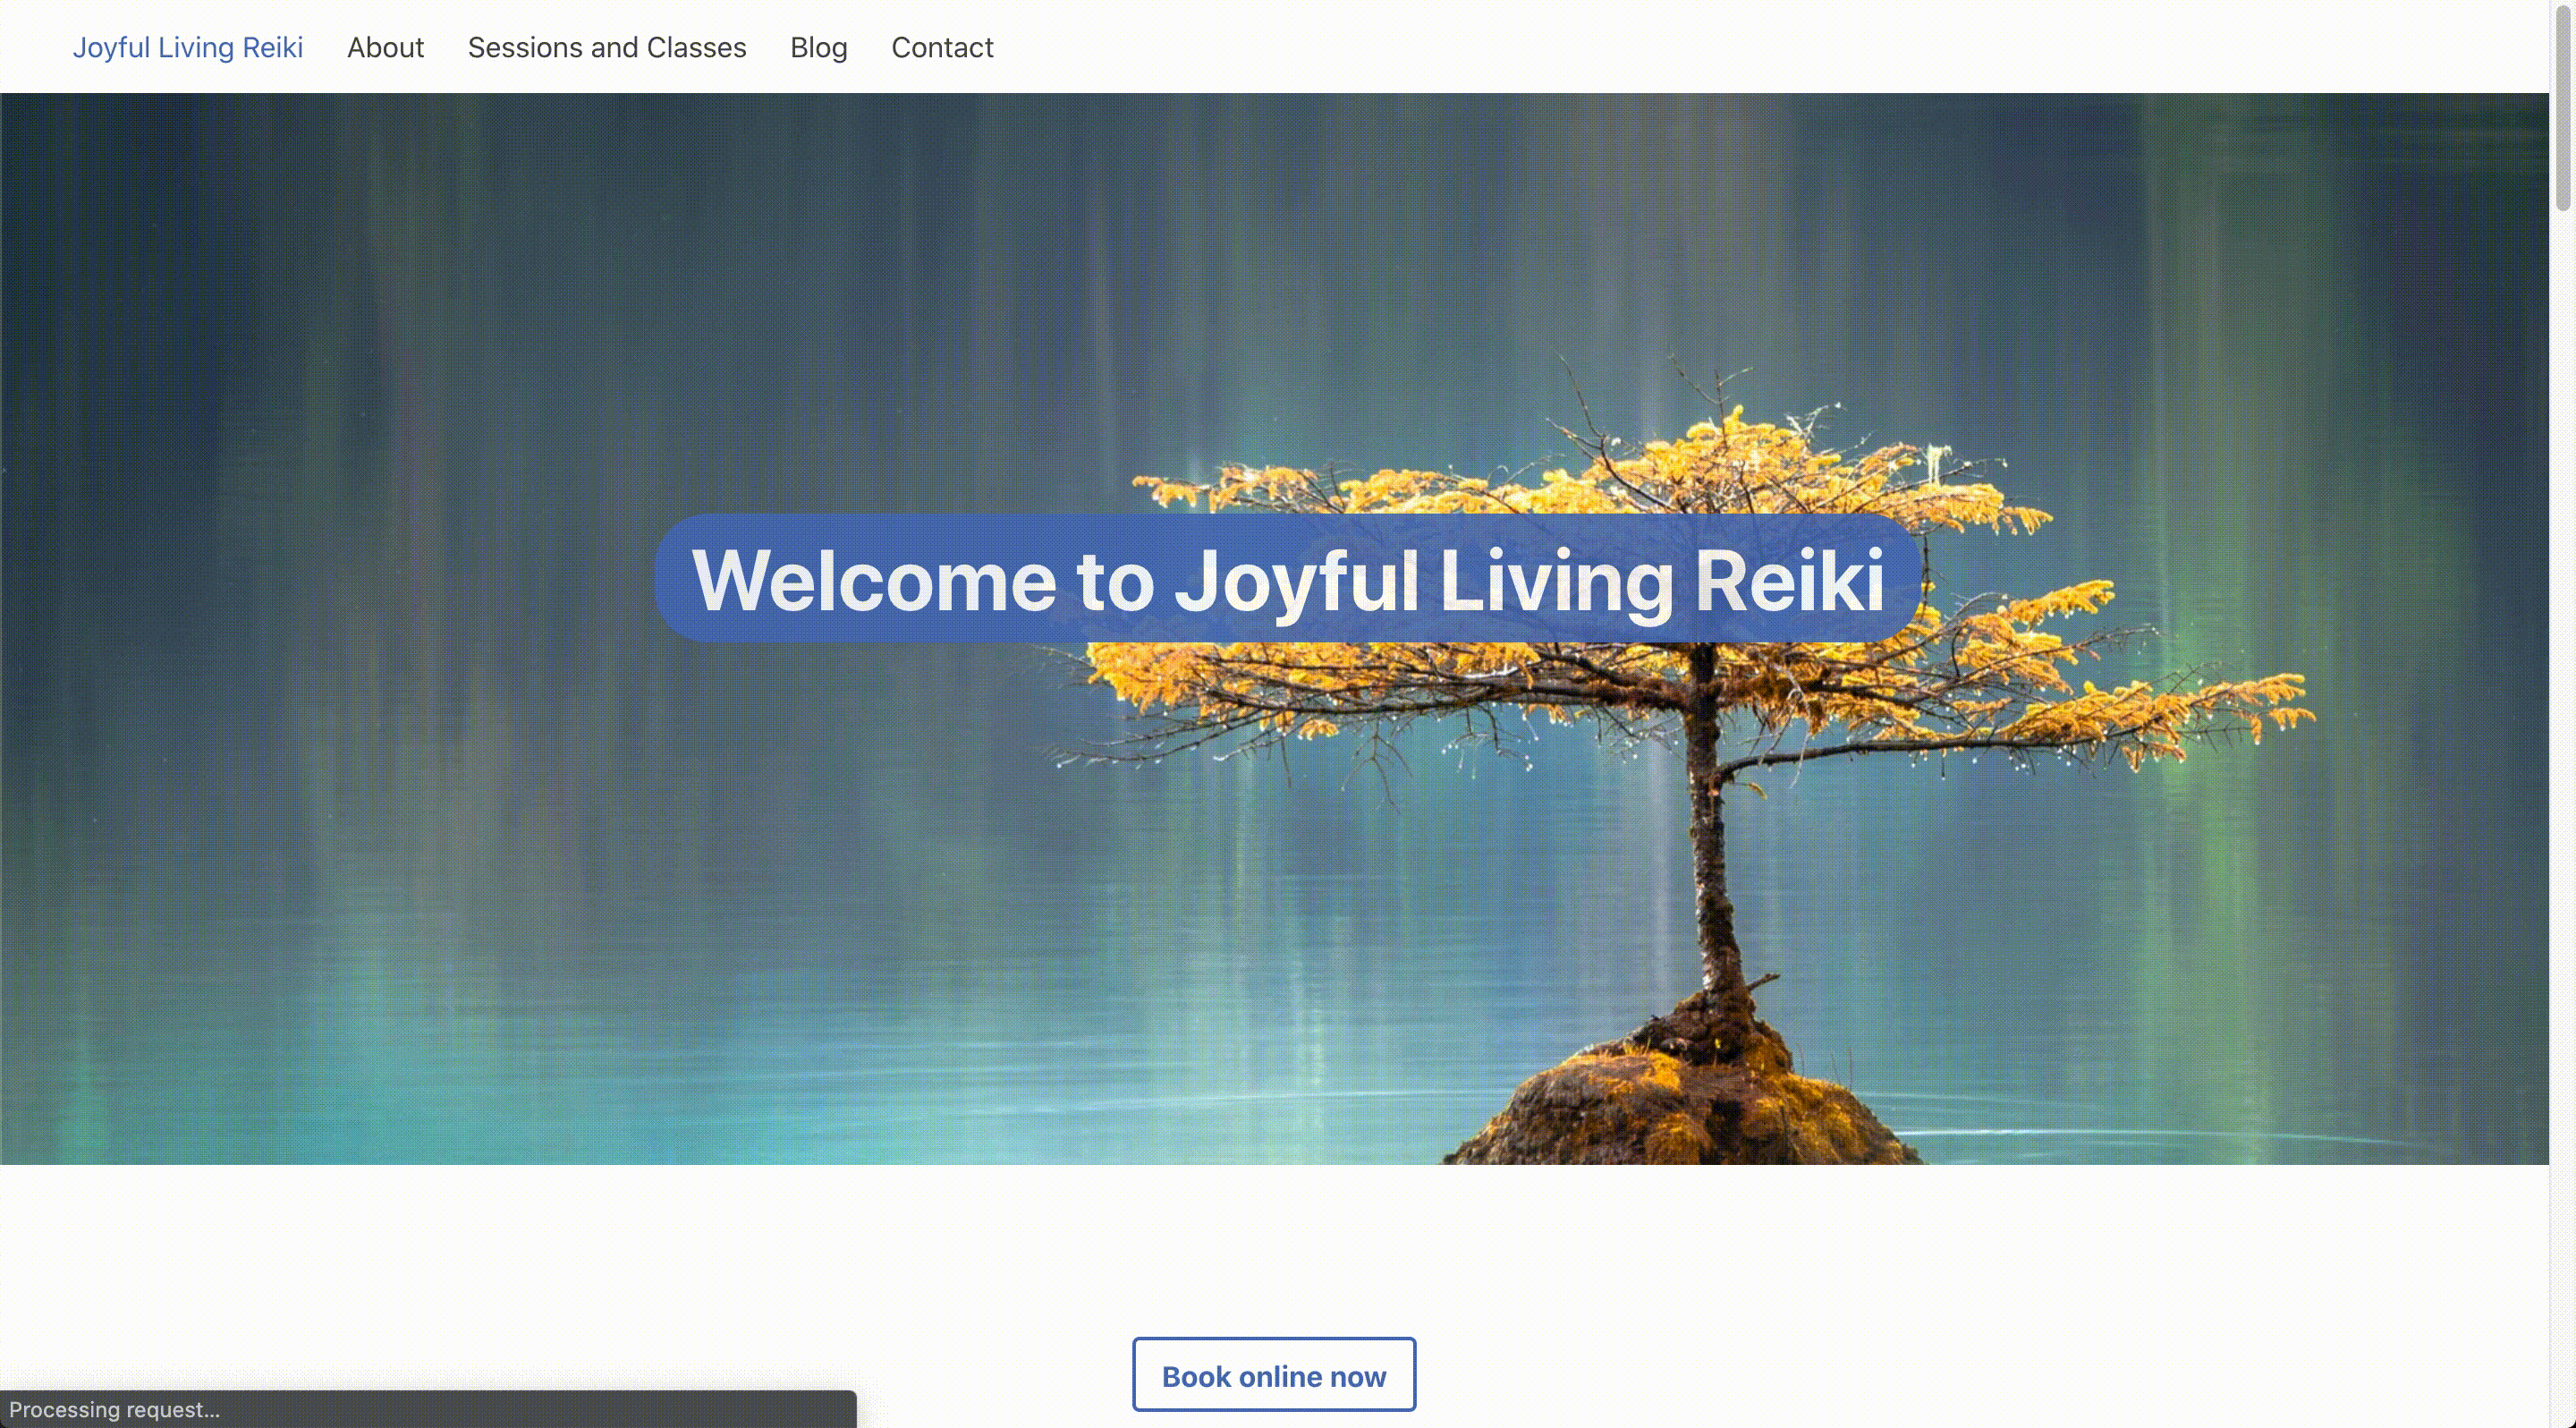 Joyful Living Reiki About Sessions and Classes Blog Contact
Welcome to Joyful Living Reiki
Book online now
Processing request...